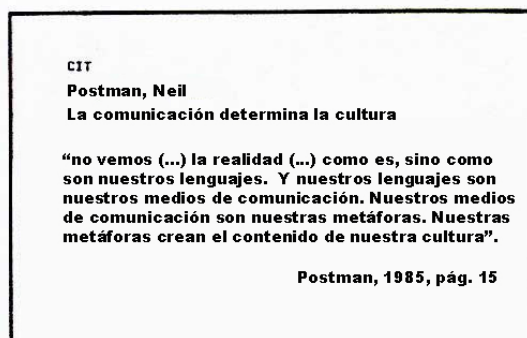 CIT
Postman, Neil
La comunicación determina la cultura
“no vemos (...) la realidad (...) como es, sino como
son nuestros lenguajes. Y nuestros lenguajes son
nuestros medios de comunicación. Nuestros medios
de comunicación son nuestras metáforas. Nuestras
metáforas crean el contenido de nuestra cultura”.
Postman, 1985, pág. 15